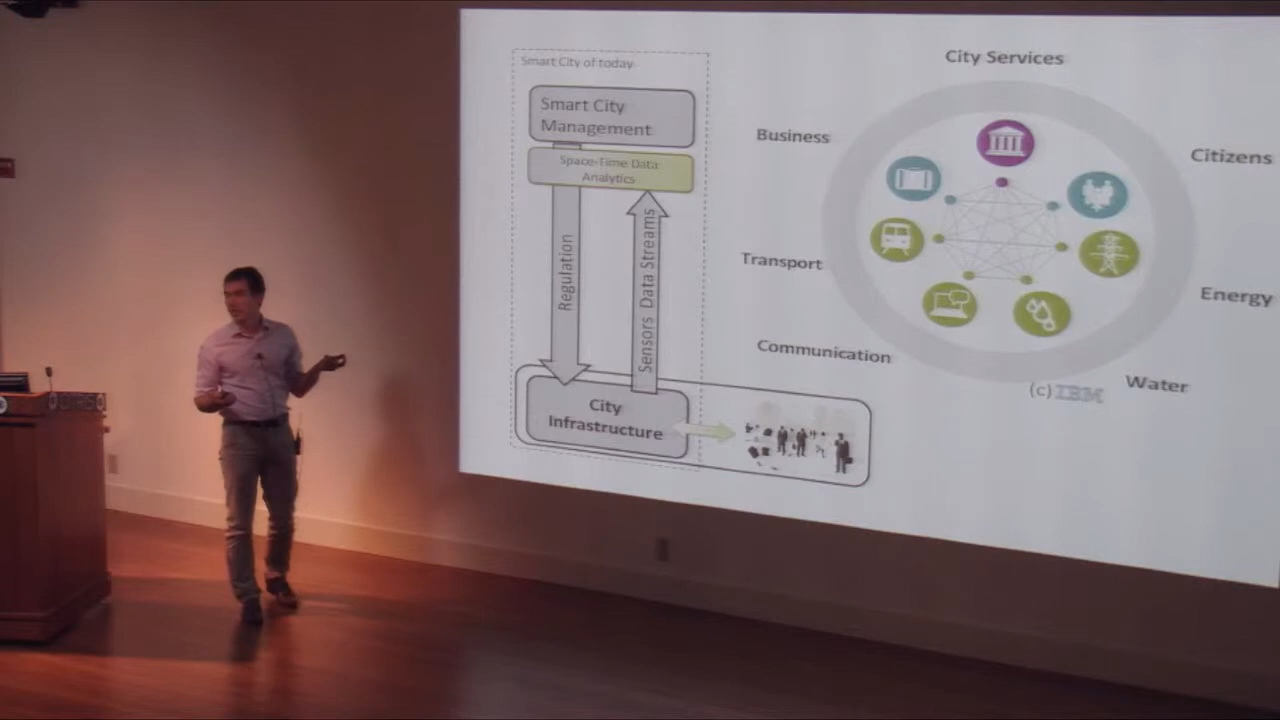 Smart City of today
Smart City
Management
Space-Time Data
Analytics
Regulation
Sensors Data Streams
City
Infrastructure
City Services
Business
Citizens
Transport
Energy
Communication
Water
(c) IBM